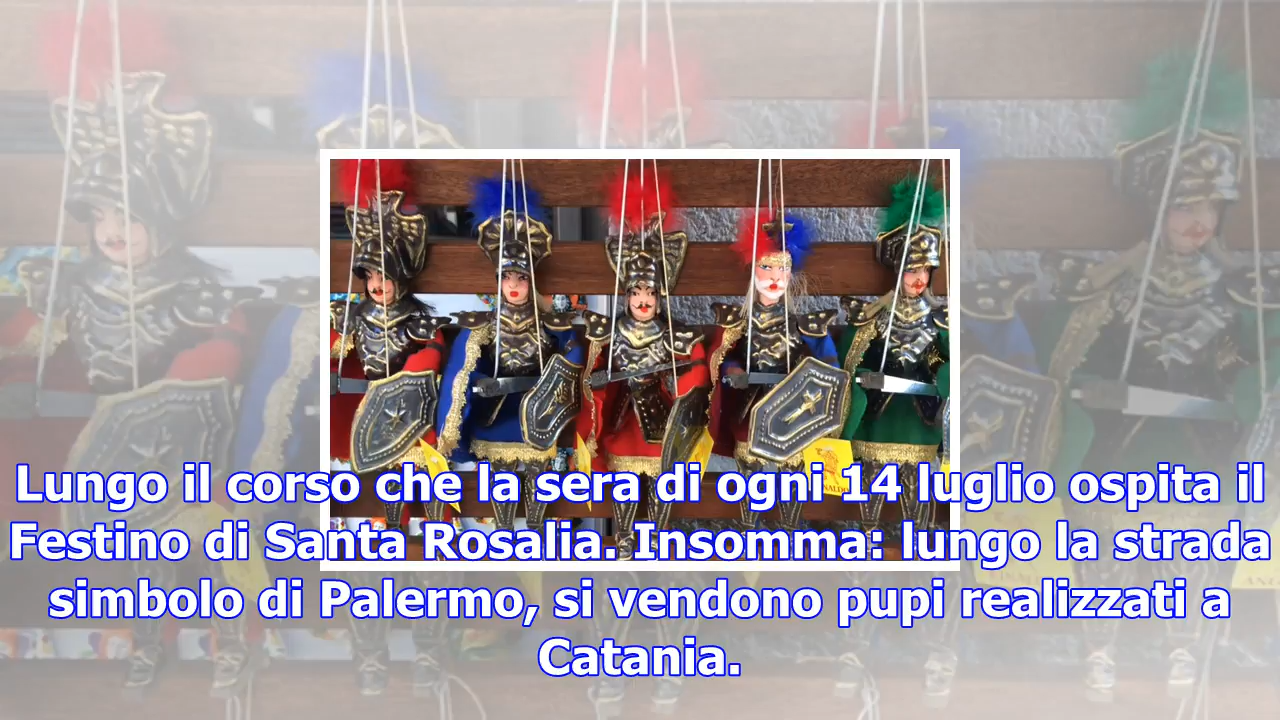 Lungo il corso che la sera di ogni 14 luglio ospita il
Festino di Santa Rosalia. Insomma: lungo la strada
simbolo di Palermo, si vendono pupi realizzati a
Catania.